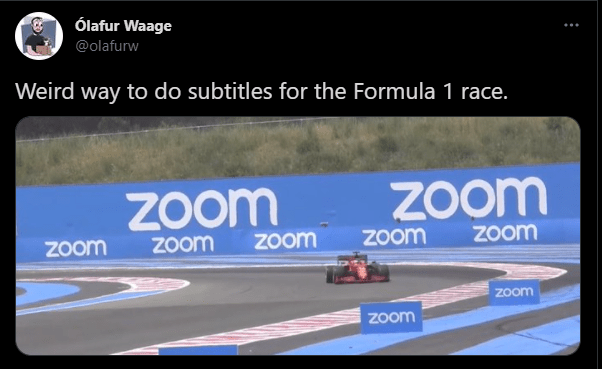 Ólafur Waage
@olafurw
Weird way to do subtitles for the Formula 1 race.
zoom zoom
zoom zoom zoom zoom zoom
zoom
zoom